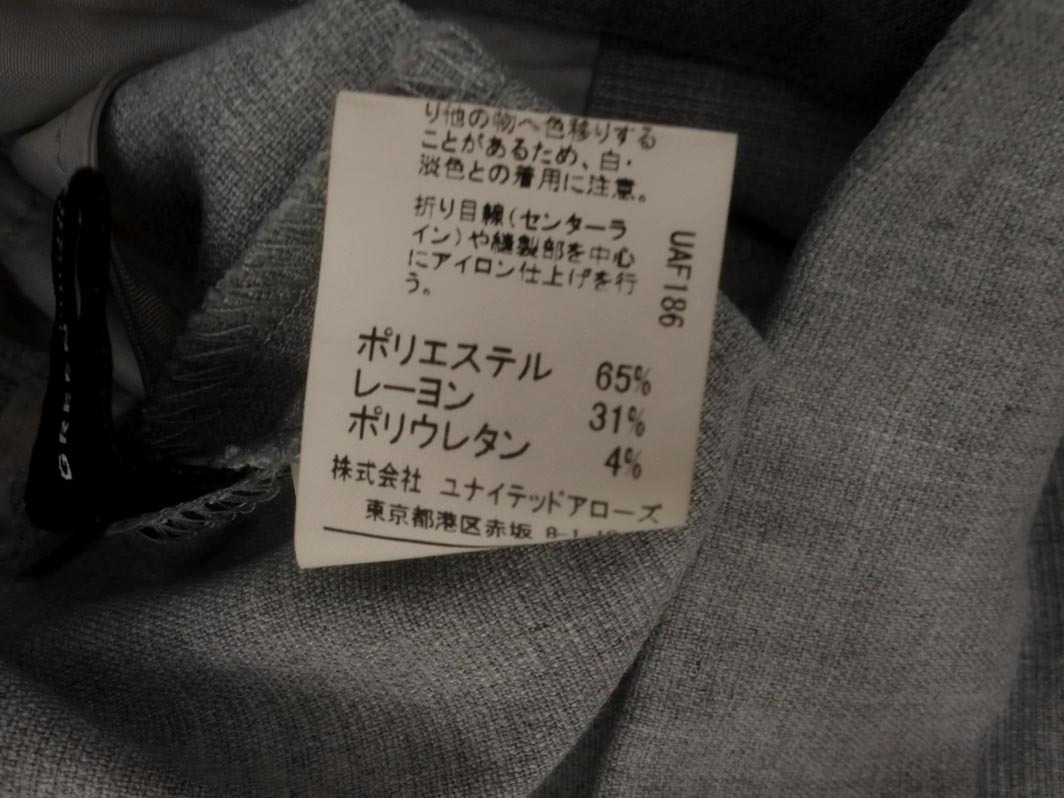 り他の物へ色移りする
ことがあるため、白・
淡色との着用に注意。
折り目線(センターラ
イン)や縫製部を中心
にアイロン仕上げを行
う。
UAF186
ポリエステル 65%
レーヨン 31%
ポリウレタン 4%
株式会社 ユナイテッドアローズ
東京都港区赤坂 8-1-